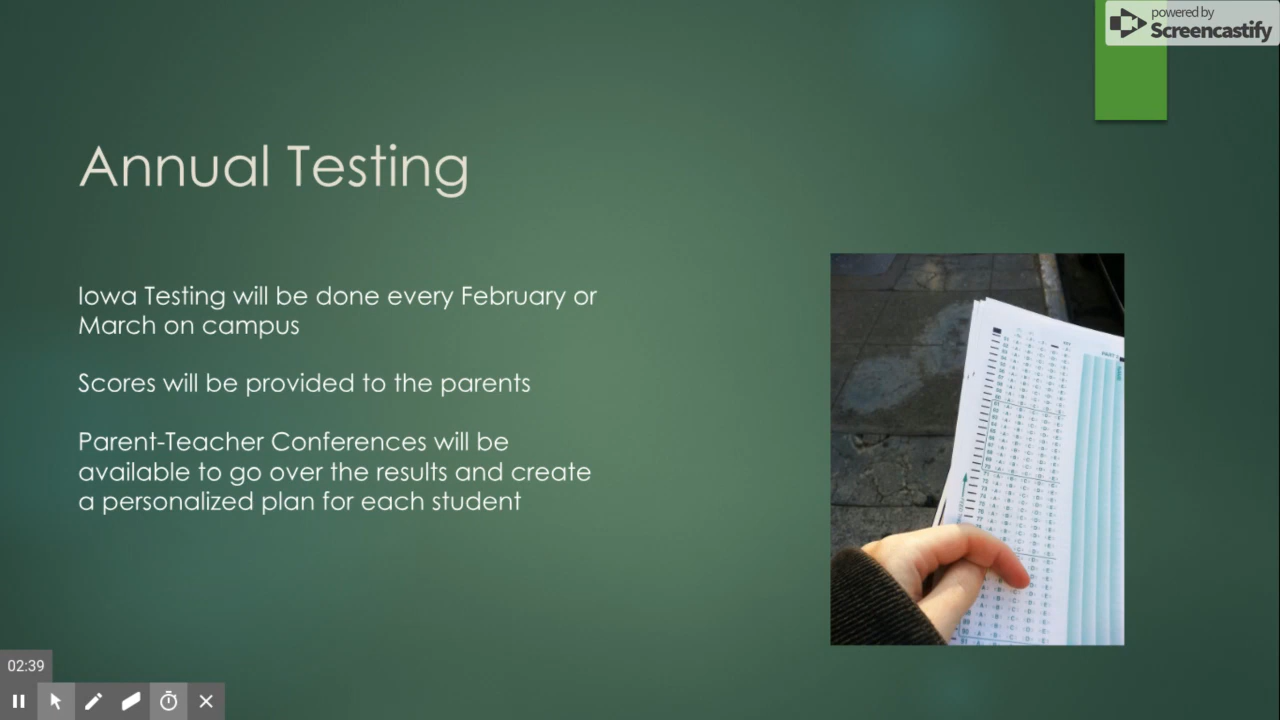 powered by
Screencastify
Annual Testing
Iowa Testing will be done every February or
March on campus
Scores will be provided to the parents
Parent-Teacher Conferences will be
available to go over the results and create
a personalized plan for each student
02:39